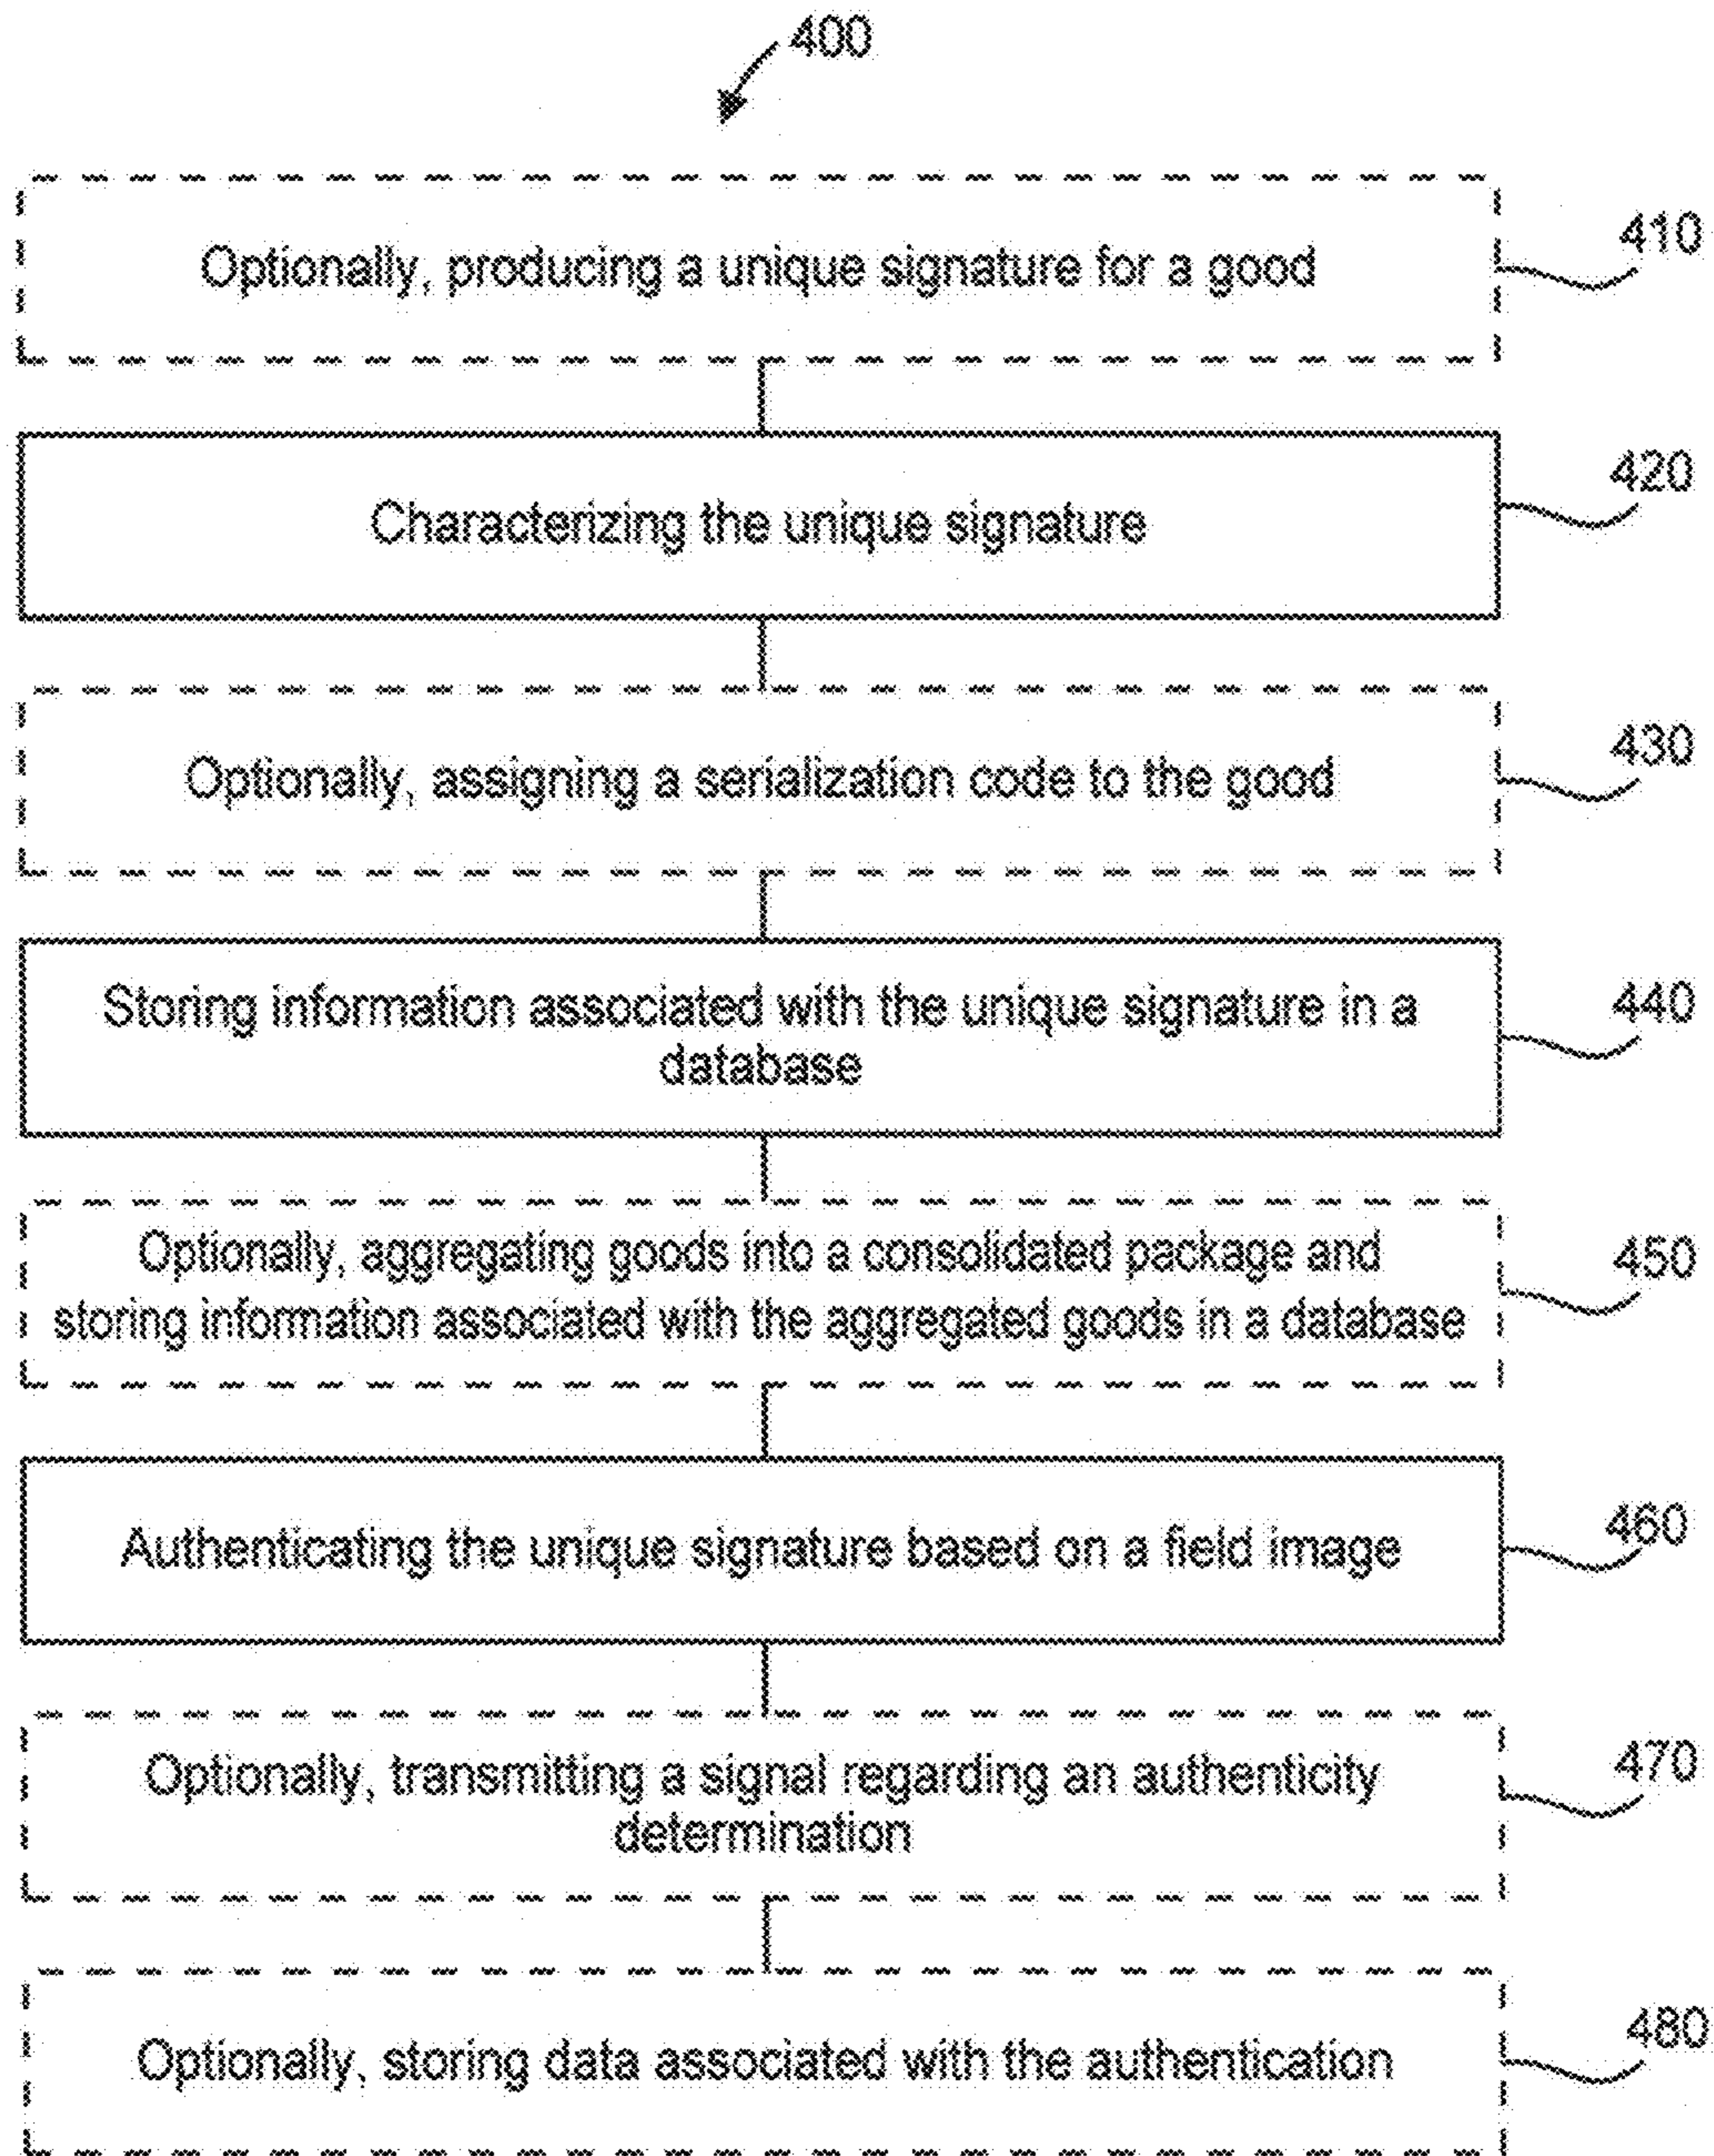 400
Optionally, producing a unique signature for a good
410
Characterizing the unique signature
420
Optionally, assigning a serialization code to the good
430
Storing information associated with the unique signature in a
database
440
Optionally, aggregating goods into a consolidated package and
storing information associated with the aggregated goods in a database
450
Authenticating the unique signature based on a field image
460
Optionally, transmitting a signal regarding an authenticity
determination
470
Optionally, storing data associated with the authentication
480